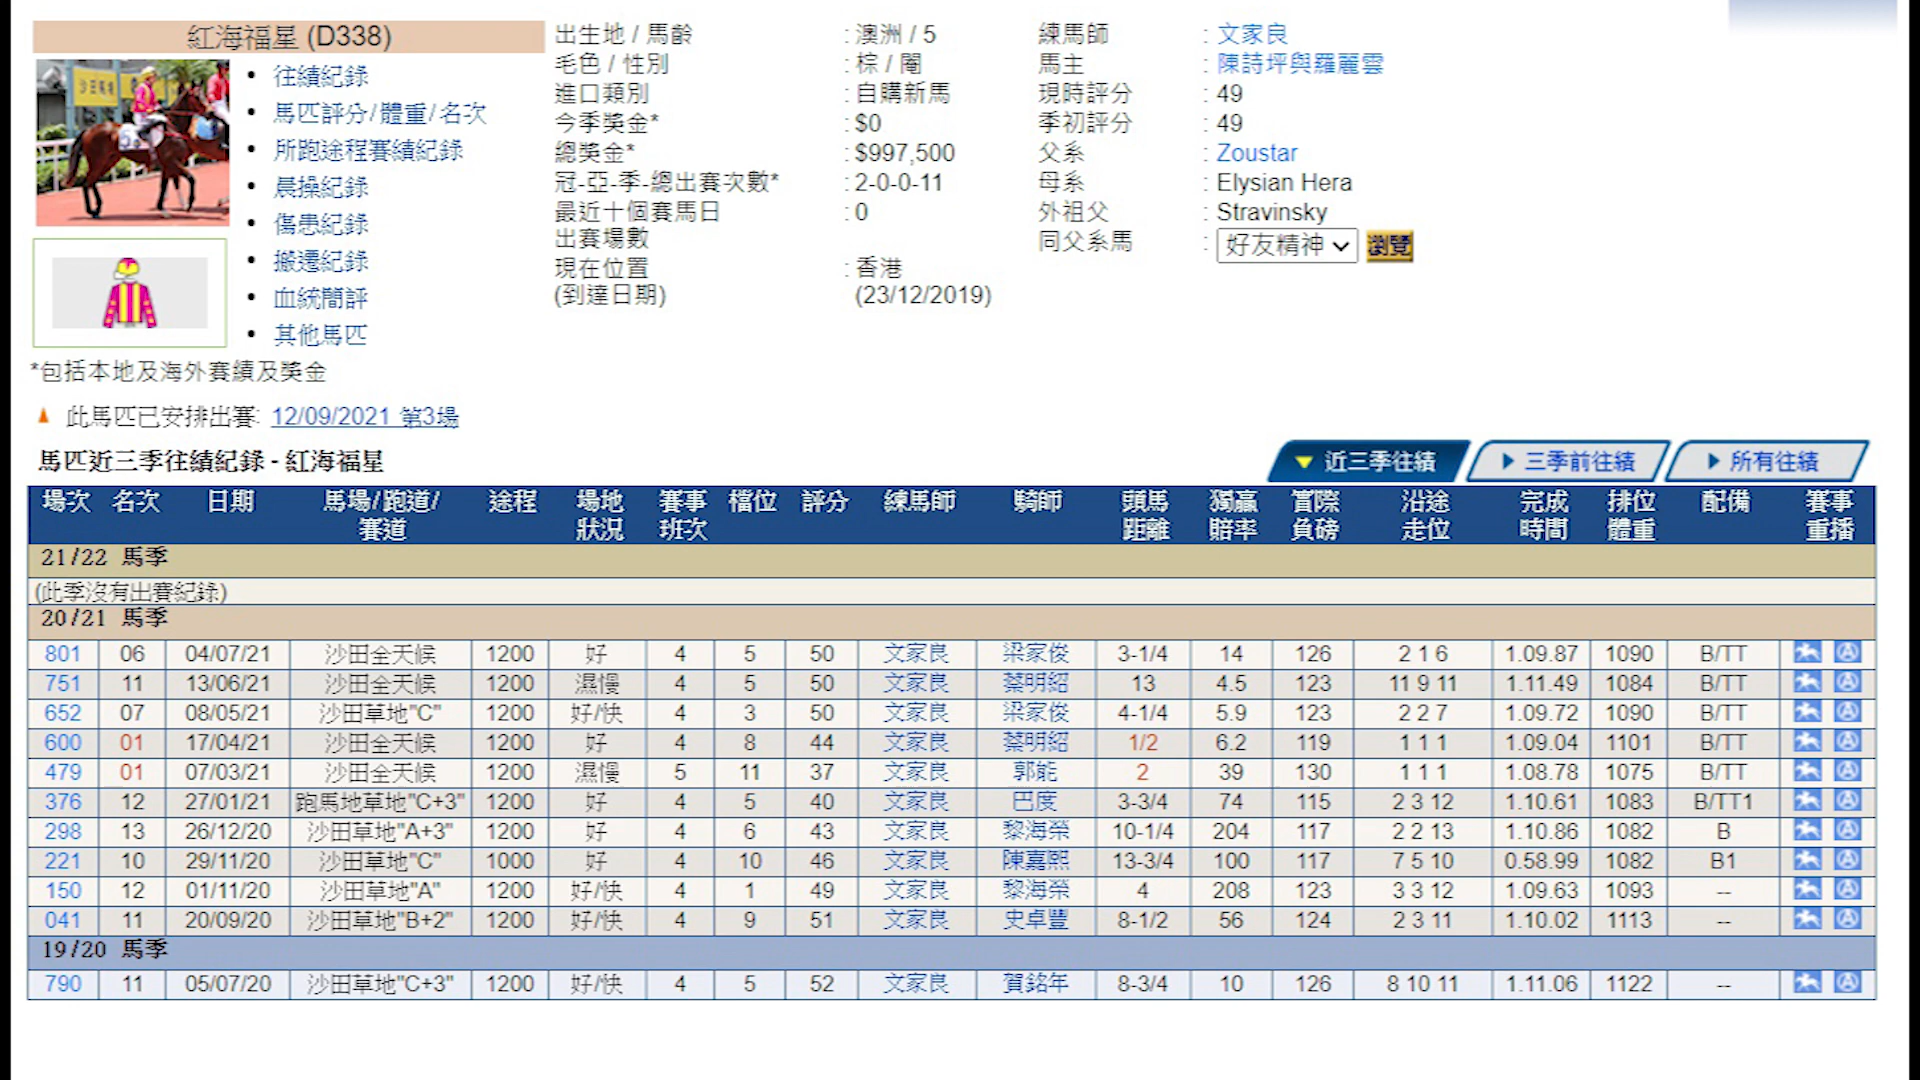 紅海福星 (D338)
往績紀錄
馬匹評分/體重/名次
所跑途程賽績紀錄
晨操紀錄
傷患紀錄
搬遷紀錄
血統簡評
其他馬匹
出生地 / 馬齡 : 澳洲 / 5
毛色 / 性別 : 棕 / 閹
進口類別 : 自購新馬
今季獎金* : $0
總獎金* : $997,500
冠-亞-季-總出賽次數* : 2-0-0-11
最近十個賽馬日 : 0
出賽場數
現在位置 : 香港
(到達日期) (23/12/2019)
練馬師 : 文家良
馬主 : 陳詩坪與羅麗雲
現時評分 : 49
季初評分 : 49
父系 : Zoustar
母系 : Elysian Hera
外祖父 : Stravinsky
同父系馬 : 好友精神 瀏覽
*包括本地及海外賽績及獎金
此馬匹已安排出賽: 12/09/2021 第3場
馬匹近三季往績紀錄 - 紅海福星
近三季往績 三季前往績 所有往績
場次 名次 日期 馬場/跑道/ 途程 場地 賽事 檔位 評分 練馬師 騎師 頭馬 獨贏 實際 沿途 完成 排位 配備 賽事
賽道 狀況 班次 距離 賠率 負磅 走位 時間 體重 重播
21/22 馬季
(此季沒有出賽紀錄)
20/21 馬季
801 06 04/07/21 沙田全天候 1200 好 4 5 50 文家良 梁家俊 3-1/4 14 126 2 1 6 1.09.87 1090 B/TT
751 11 13/06/21 沙田全天候 1200 濕慢 4 5 50 文家良 蔡明紹 13 4.5 123 11 9 11 1.11.49 1084 B/TT
652 07 08/05/21 沙田草地"C" 1200 好/快 4 3 50 文家良 梁家俊 4-1/4 5.9 123 2 2 7 1.09.72 1090 B/TT
600 01 17/04/21 沙田全天候 1200 好 4 8 44 文家良 蔡明紹 1/2 6.2 119 1 1 1 1.09.04 1101 B/TT
479 01 07/03/21 沙田全天候 1200 濕慢 5 11 37 文家良 郭能 2 39 130 1 1 1 1.08.78 1075 B/TT
376 12 27/01/21 跑馬地草地"C+3" 1200 好 4 5 40 文家良 巴度 3-3/4 74 115 2 3 12 1.10.61 1083 B/TT1
298 13 26/12/20 沙田草地"A+3" 1200 好 4 6 43 文家良 黎海榮 10-1/4 204 117 2 2 13 1.10.86 1082 B
221 10 29/11/20 沙田草地"C" 1000 好 4 10 46 文家良 陳嘉熙 13-3/4 100 117 7 5 10 0.58.99 1082 B1
150 12 01/11/20 沙田草地"A" 1200 好/快 4 1 49 文家良 黎海榮 4 208 123 3 3 12 1.09.63 1093 --
041 11 20/09/20 沙田草地"B+2" 1200 好/快 4 9 51 文家良 史卓豐 8-1/2 56 124 2 3 11 1.10.02 1113 --
19/20 馬季
790 11 05/07/20 沙田草地"C+3" 1200 好/快 4 5 52 文家良 賀銘年 8-3/4 10 126 8 10 11 1.11.06 1122 --